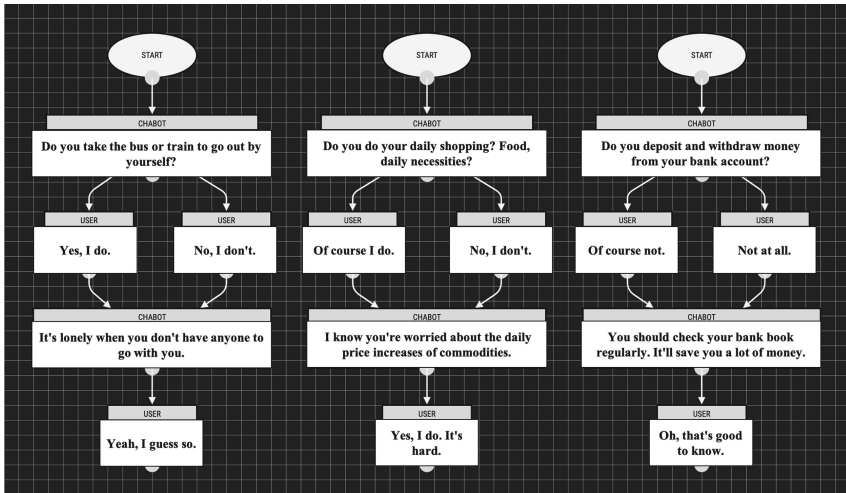 START
START
START
CHABOT
CHABOT
CHABOT
Do you take the bus or train to go out by
yourself?
Do you do your daily shopping? Food,
daily necessities?
Do you deposit and withdraw money
from your bank account?
USER
USER
USER
USER
USER
USER
Yes, I do.
No, I don't.
Of course I do.
No, I don't.
Of course not.
Not at all.
CHABOT
CHABOT
CHABOT
It's lonely when you don't have anyone to
go with you.
I know you're worried about the daily
price increases of commodities.
You should check your bank book
regularly. It'll save you a lot of money.
USER
USER
USER
Yeah, I guess so.
Yes, I do. It's
hard.
Oh, that's good
to know.